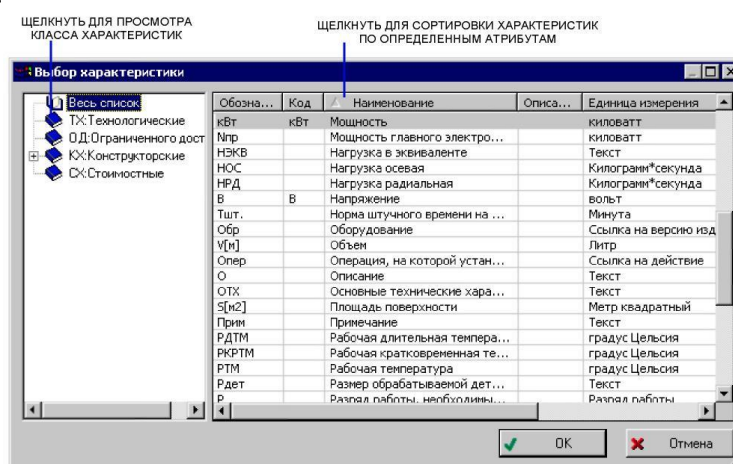 ЩЕЛКНУТЬ ДЛЯ ПРОСМОТРА
КЛАССА ХАРАКТЕРИСТИК
ЩЕЛКНУТЬ ДЛЯ СОРТИРОВКИ ХАРАКТЕРИСТИК
ПО ОПРЕДЕЛЕННЫМ АТРИБУТАМ
Выбор характеристики
Весь список
ТХ:Технологические
ОД:Ограниченного дост
КХ:Конструкторские
СХ:Стоимостные
Обозна... Код Наименование Описа... Единица измерения
кВт кВт Мощность киловатт
Nпр Мощность главного электро... киловатт
НЭКВ Нагрузка в эквиваленте Текст
НОС Нагрузка осевая Килограмм*секунда
НРД Нагрузка радиальная Килограмм*секунда
В В Напряжение вольт
Тшт. Норма штучного времени на ... Минута
Обр Оборудование Ссылка на версию изд
V[м] Объем Литр
Опер Операция, на которой устан... Ссылка на действие
О Описание Текст
ОТХ Основные технические хара... Текст
S[м2] Площадь поверхности Метр квадратный
Прим Примечание Текст
РДТМ Рабочая длительная темпера... градус Цельсия
РКРТМ Рабочая кратковременная те... градус Цельсия
РТМ Рабочая температура градус Цельсия
Рдет Размер обрабатываемой дет... Текст
Р Разряд работы, необходимы... Разряд работы
OK Отмена